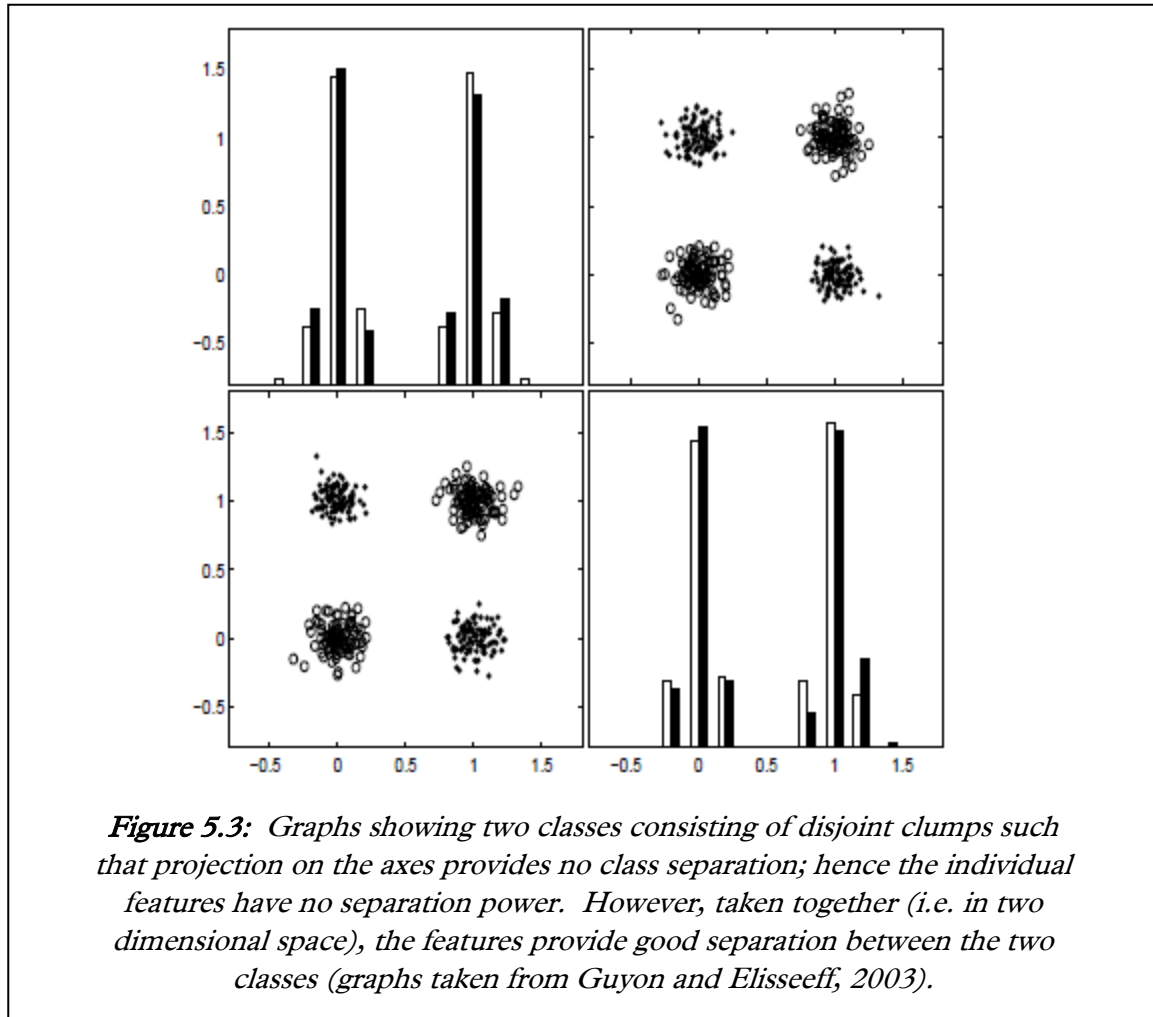 1.5
1
0.5
0
−0.5
1.5
1
0.5
0
−0.5
−0.5 0 0.5 1 1.5
−0.5 0 0.5 1 1.5
Figure 5.3: Graphs showing two classes consisting of disjoint clumps such
that projection on the axes provides no class separation; hence the individual
features have no separation power. However, taken together (i.e. in two
dimensional space), the features provide good separation between the two
classes (graphs taken from Guyon and Elisseeff, 2003).